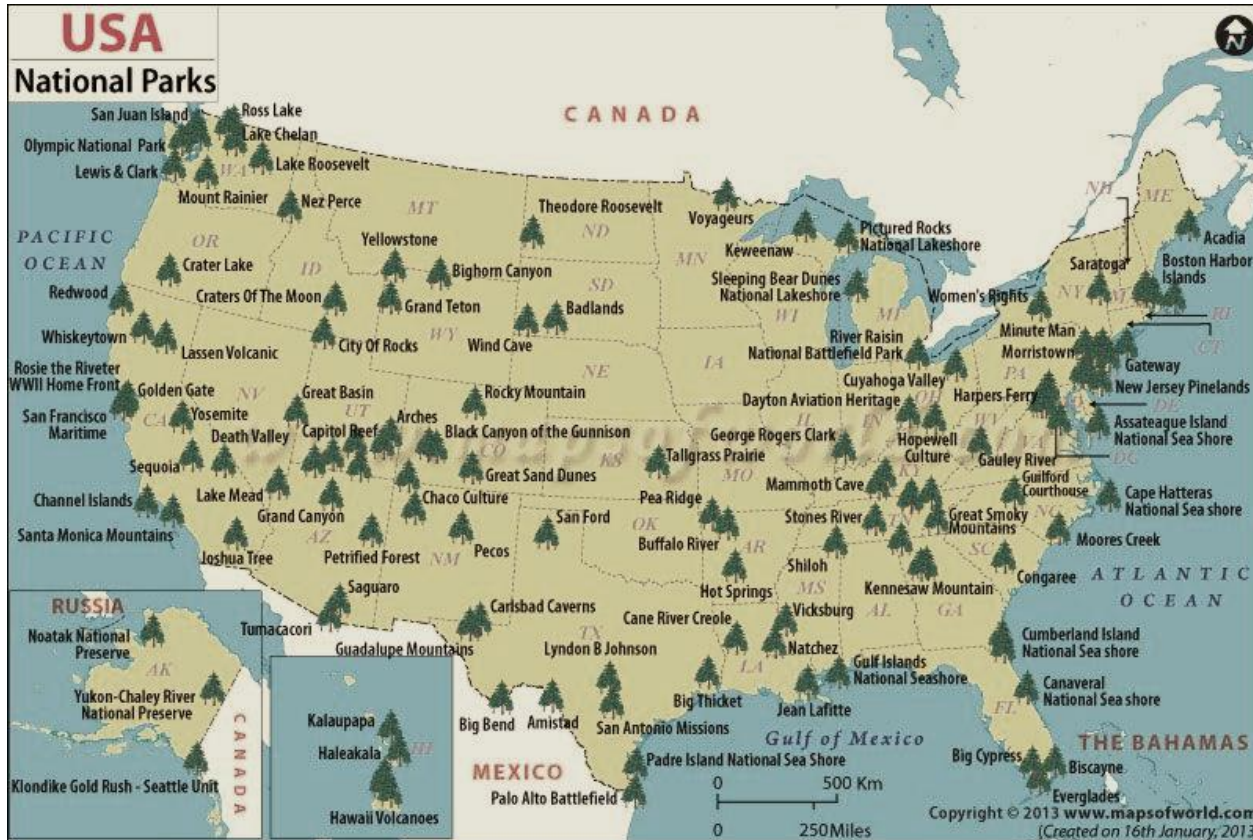 USA
National Parks
N
CANADA
San Juan Island
Ross Lake
Lake Chelan
Olympic National Park
Lake Roosevelt
Lewis & Clark
WA
Mount Rainier
Nez Perce
MT
Theodore Roosevelt
ND
Voyageurs
NH
ME
PACIFIC
OCEAN
OR
Yellowstone
Keweenaw
Pictured Rocks
National Lakeshore
Acadia
Crater Lake
ID
Bighorn Canyon
MN
Saratoga
Boston Harbor
Islands
Redwood
Craters Of The Moon
Grand Teton
SD
Sleeping Bear Dunes
National Lakeshore
Women's Rights
NY
Badlands
WI
MI
RI
Whiskeytown
Lassen Volcanic
City Of Rocks
WY
Wind Cave
River Raisin
National Battlefield Park
Minute Man
Morristown
CT
Gateway
Rosie the Riveter
WWII Home Front
Golden Gate
NV
Great Basin
UT
Rocky Mountain
NE
IA
Cuyahoga Valley
PA
New Jersey Pinelands
San Francisco
Maritime
CA
Yosemite
Arches
Dayton Aviation Heritage
OH
Harpers Ferry
DE
Death Valley
Capitol Reef
Black Canyon of the Gunnison
CO
George Rogers Clark
IL
IN
Hopewell
Culture
WV
VA
Assateague Island
National Sea Shore
Sequoia
Tallgrass Prairie
KS
MO
Gauley River
DC
Great Sand Dunes
Lake Mead
Mammoth Cave
KY
Guilford
Courthouse
Channel Islands
Grand Canyon
Chaco Culture
Pea Ridge
Cape Hatteras
National Sea shore
Santa Monica Mountains
AZ
San Ford
OK
Stones River
TN
Great Smoky
Mountains
NC
Joshua Tree
Petrified Forest
NM
Pecos
Buffalo River
AR
Shiloh
SC
Moores Creek
Hot Springs
MS
Kennesaw Mountain
Congaree
ATLANTIC
OCEAN
Saguaro
AL
GA
RUSSIA
Tumacacori
Carlsbad Caverns
Cane River Creole
Vicksburg
Noatak National
Preserve
Guadalupe Mountains
TX
Lyndon B Johnson
LA
Natchez
Cumberland Island
National Sea shore
AK
Gulf Islands
National Seashore
Yukon-Chaley River
National Preserve
Big Bend
Amistad
San Antonio Missions
Big Thicket
Jean Lafitte
FL
Canaveral
National Sea shore
CANADA
Kalaupapa
Haleakala
HI
Gulf of Mexico
THE BAHAMAS
Klondike Gold Rush - Seattle Unit
MEXICO
Padre Island National Sea Shore
Big Cypress
Biscayne
Palo Alto Battlefield
0
500 Km
Everglades
Hawaii Volcanoes
0
250 Miles
Copyright © 2013 www.mapsofworld.com
(Created on 16th January, 2013